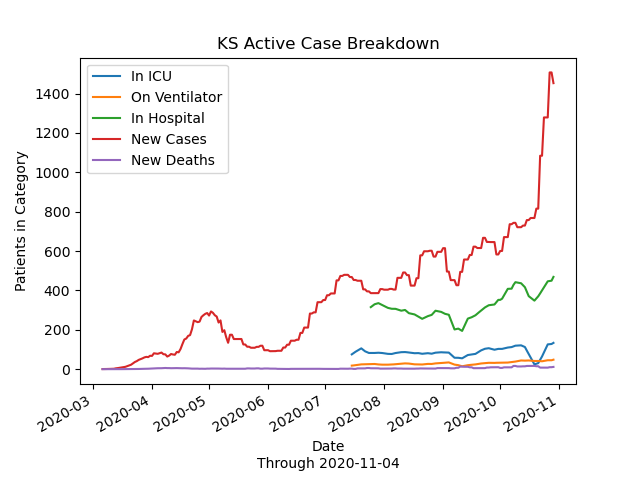 KS Active Case Breakdown
In ICU
On Ventilator
In Hospital
New Cases
New Deaths
Patients in Category
1400
1200
1000
800
600
400
200
0
2020-03
2020-04
2020-05
2020-06
2020-07
2020-08
2020-09
2020-10
2020-11
Date
Through 2020-11-04